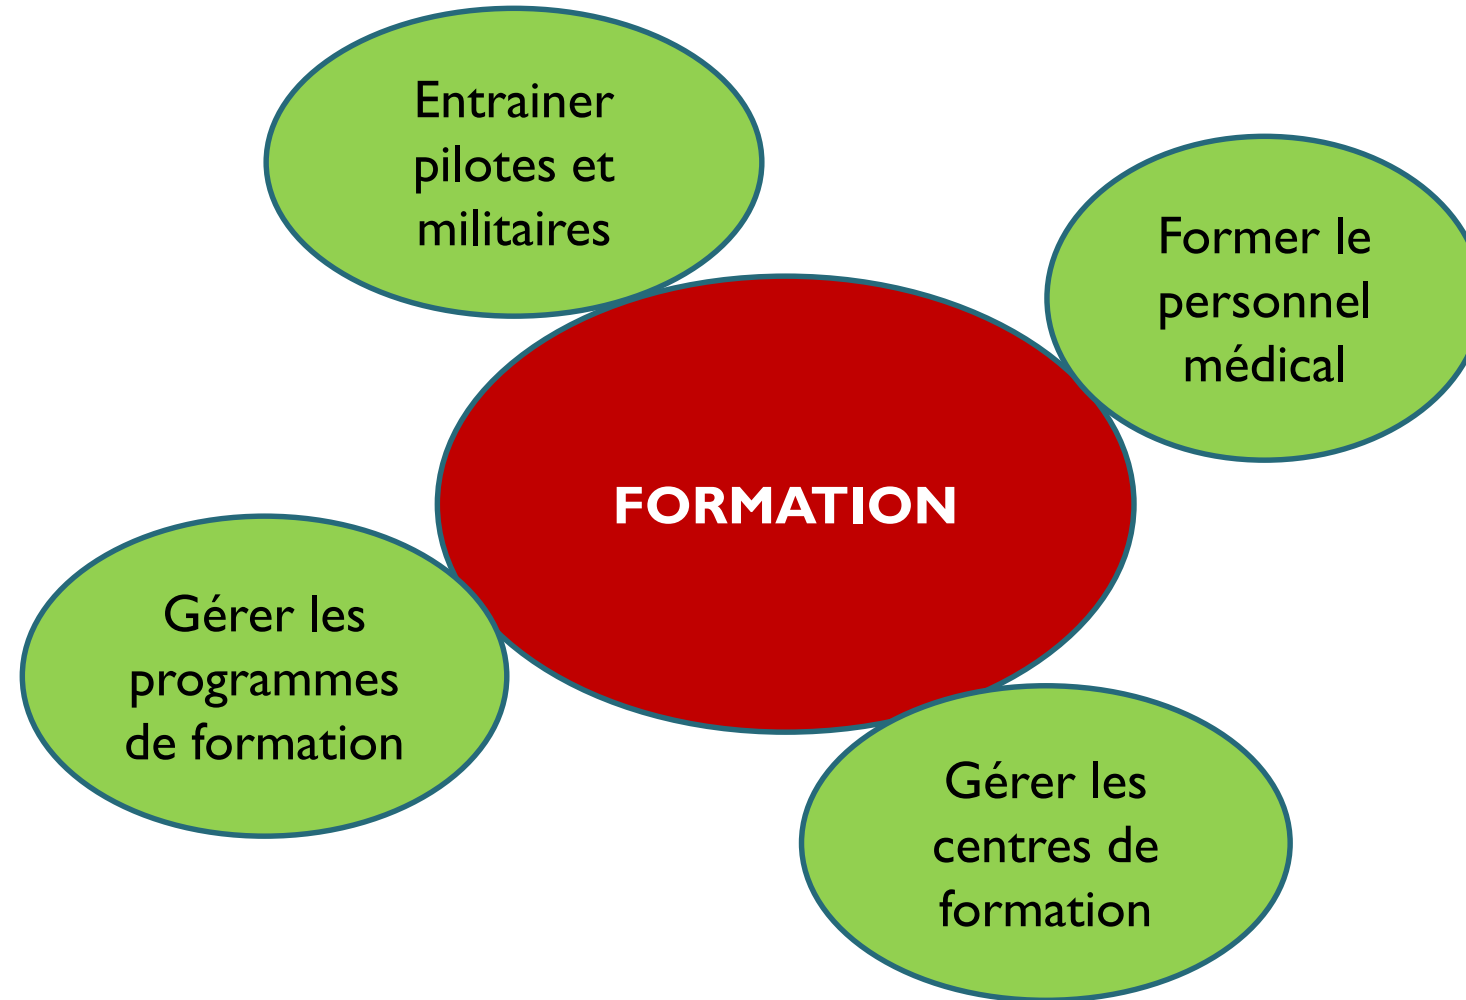 Entrainer
pilotes et
militaires
Former le
personnel
médical
FORMATION
Gérer les
programmes
de formation
Gérer les
centres de
formation